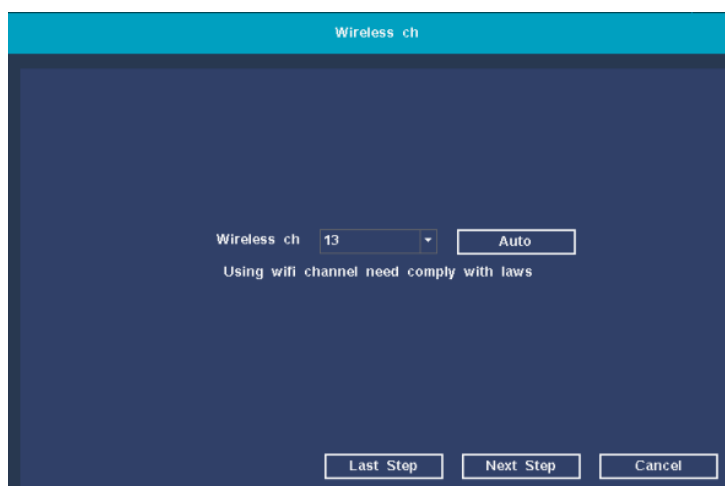 Wireless ch
Wireless ch 13 Auto
Using wifi channel need comply with laws
Last Step Next Step Cancel